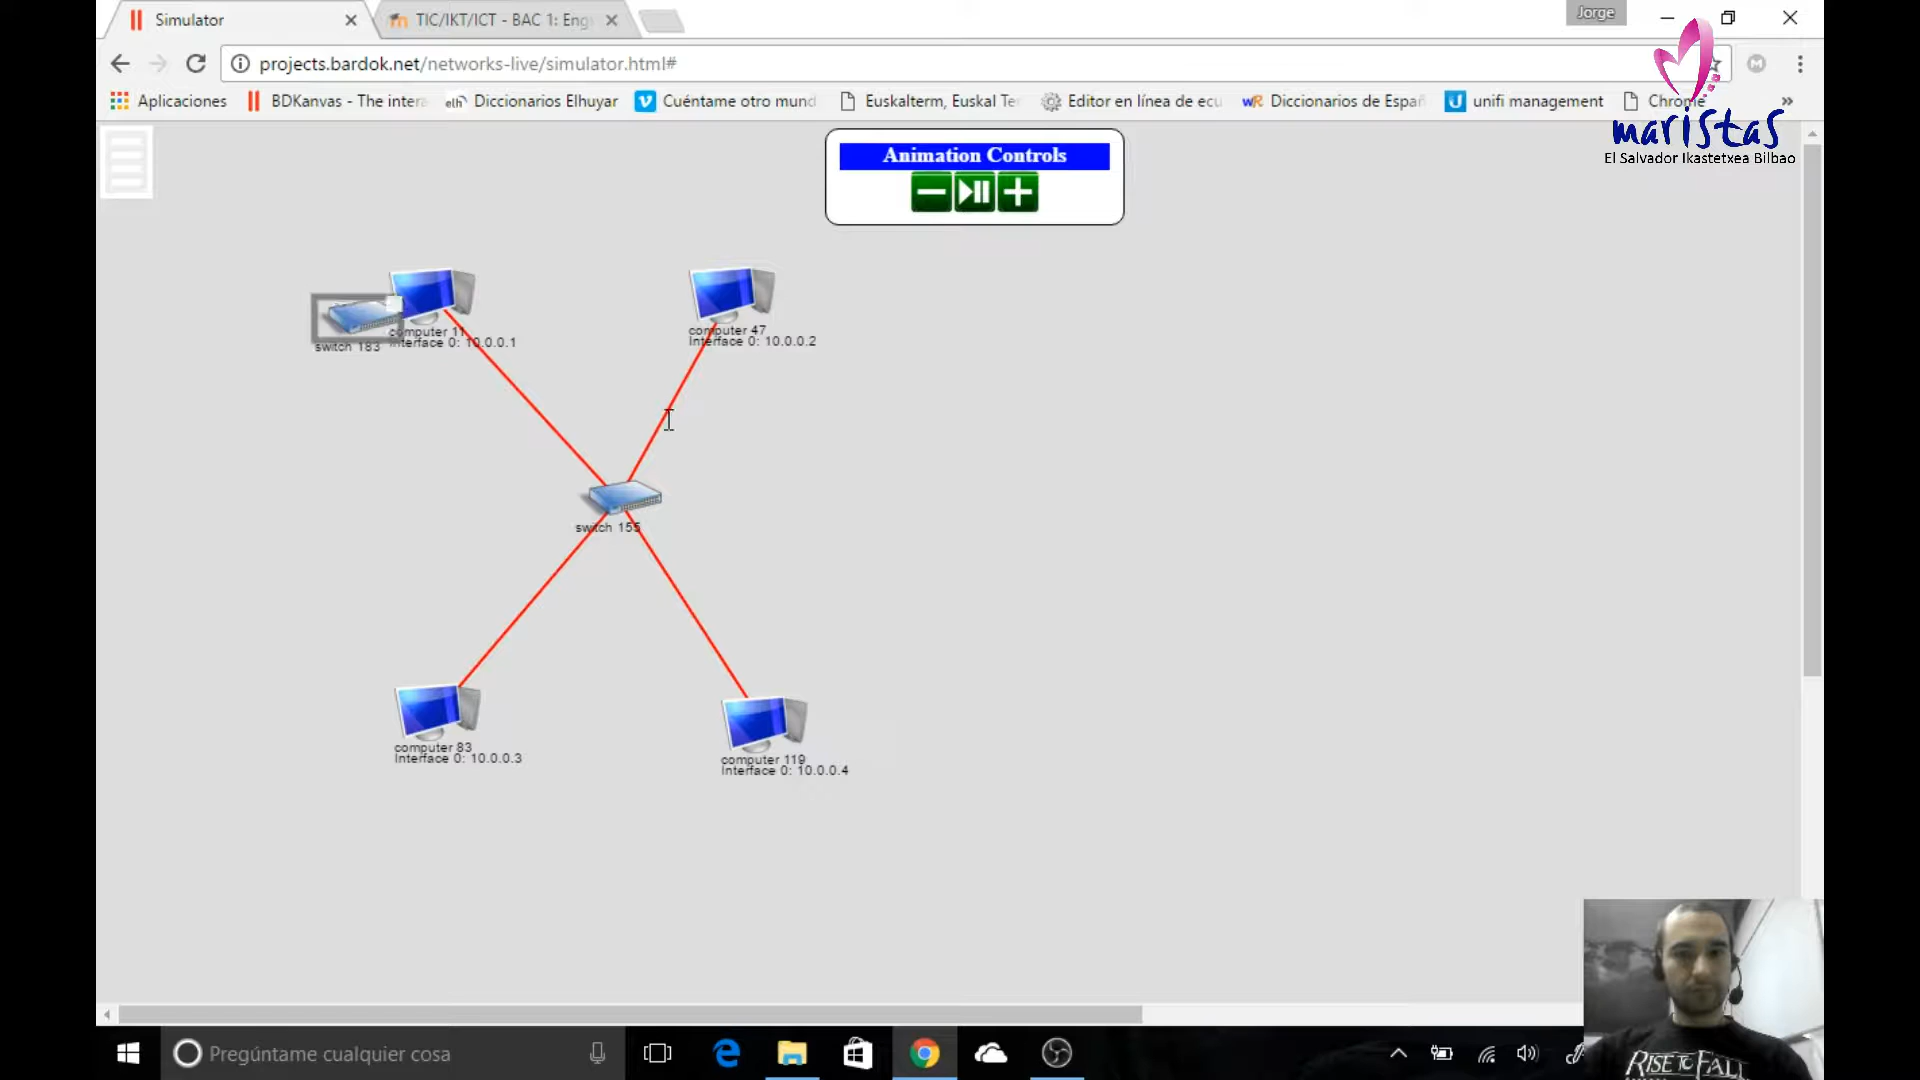 Simulator
TIC/IKT/ICT - BAC 1: Eng
Jorge
projects.bardok.net/networks-live/simulator.html#
Aplicaciones
BDKanvas - The intera
elh Diccionarios Elhuyar
Cuéntame otro mund
Euskalterm, Euskal Te
Editor en línea de ecu
WR Diccionarios de Españ
unifi management
Chrome
»
maristas
El Salvador Ikastetxea Bilbao
Animation Controls
computer 11
Interface 0: 10.0.0.1
switch 183
computer 47
Interface 0: 10.0.0.2
switch 155
computer 83
Interface 0: 10.0.0.3
computer 119
Interface 0: 10.0.0.4
Pregúntame cualquier cosa
RISE TO FALL